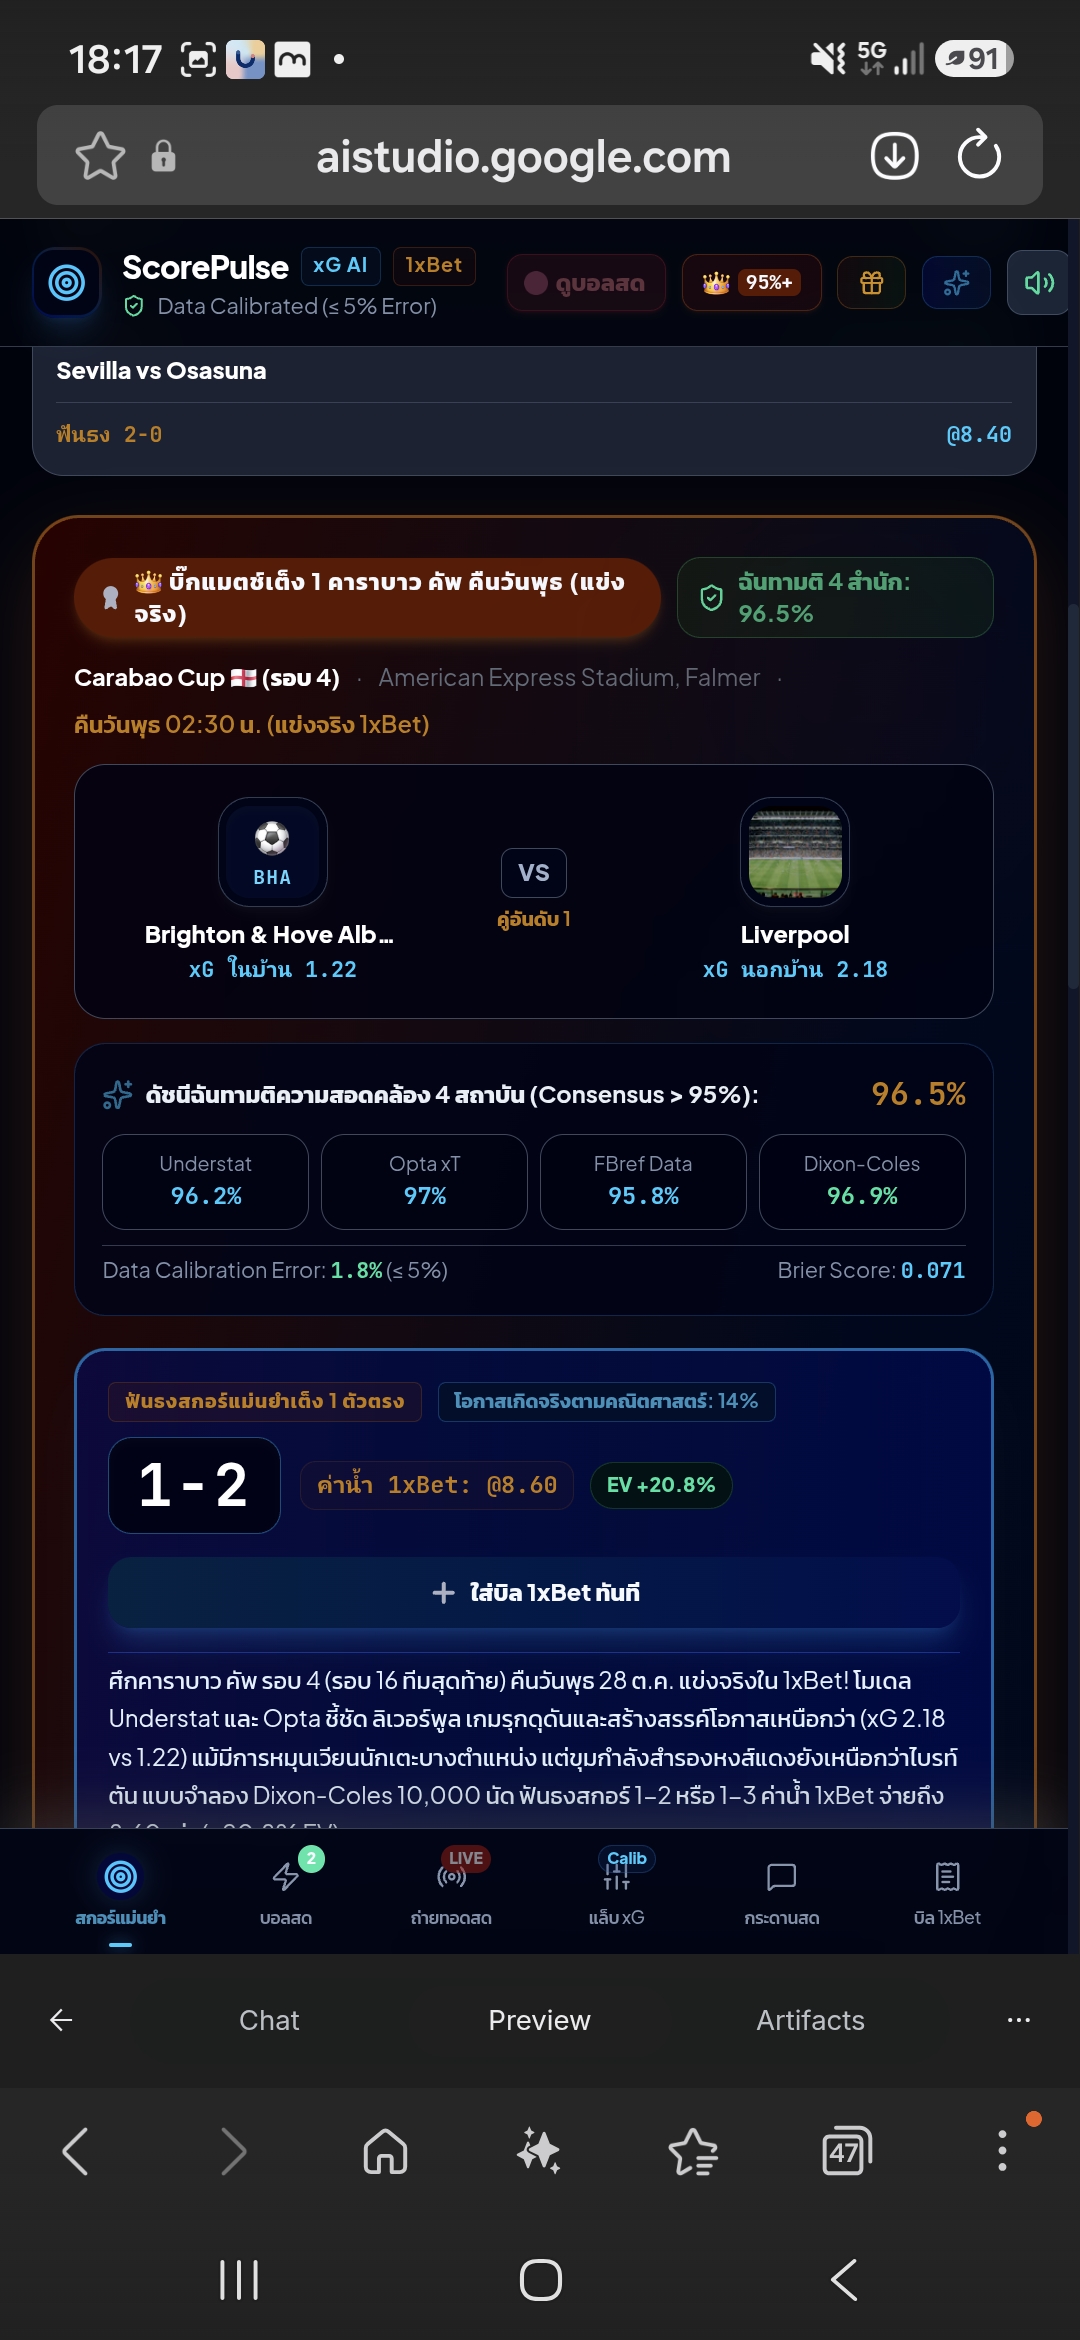 18:17
5G
91
aistudio.google.com
ScorePulse
xG AI
1xBet
Data Calibrated (≤ 5% Error)
ดูบอลสด
👑 95%+
Sevilla vs Osasuna
ฟันธง 2-0
@8.40
👑 บิ๊กแมตช์เต็ง 1 คาราบาว คัพ คืนวันพุธ (แข่ง
จริง)
ฉันทามติ 4 สำนัก:
96.5%
Carabao Cup 🏴󠁧󠁢󠁥󠁮󠁧󠁿 (รอบ 4) · American Express Stadium, Falmer ·
คืนวันพุธ 02:30 น. (แข่งจริง 1xBet)
BHA
Brighton & Hove Alb...
xG ในบ้าน 1.22
VS
คู่อันดับ 1
Liverpool
xG นอกบ้าน 2.18
ดัชนีฉันทามติความสอดคล้อง 4 สถาบัน (Consensus > 95%):
96.5%
Understat
96.2%
Opta xT
97%
FBref Data
95.8%
Dixon-Coles
96.9%
Data Calibration Error: 1.8% (≤ 5%)
Brier Score: 0.071
ฟันธงสกอร์แม่นยำเต็ง 1 ตัวตรง
โอกาสเกิดจริงตามคณิตศาสตร์: 14%
1-2
ค่าน้ำ 1xBet: @8.60
EV +20.8%
+ ใส่บิล 1xBet ทันที
ศึกคาราบาว คัพ รอบ 4 (รอบ 16 ทีมสุดท้าย) คืนวันพุธ 28 ต.ค. แข่งจริงใน 1xBet! โมเดล
Understat และ Opta ชี้ชัด ลิเวอร์พูล เกมรุกดุดันและสร้างสรรค์โอกาสเหนือกว่า (xG 2.18
vs 1.22) แม้มีการหมุนเวียนนักเตะบางตำแหน่ง แต่ขุมกำลังสำรองหงส์แดงยังเหนือกว่าไบรท์
ตัน แบบจำลอง Dixon-Coles 10,000 นัด ฟันธงสกอร์ 1-2 หรือ 1-3 ค่าน้ำ 1xBet จ่ายถึง
2
LIVE
Calib
สกอร์แม่นยำ
บอลสด
ถ่ายทอดสด
แล็บ xG
กระดานสด
บิล 1xBet
Chat
Preview
Artifacts
47